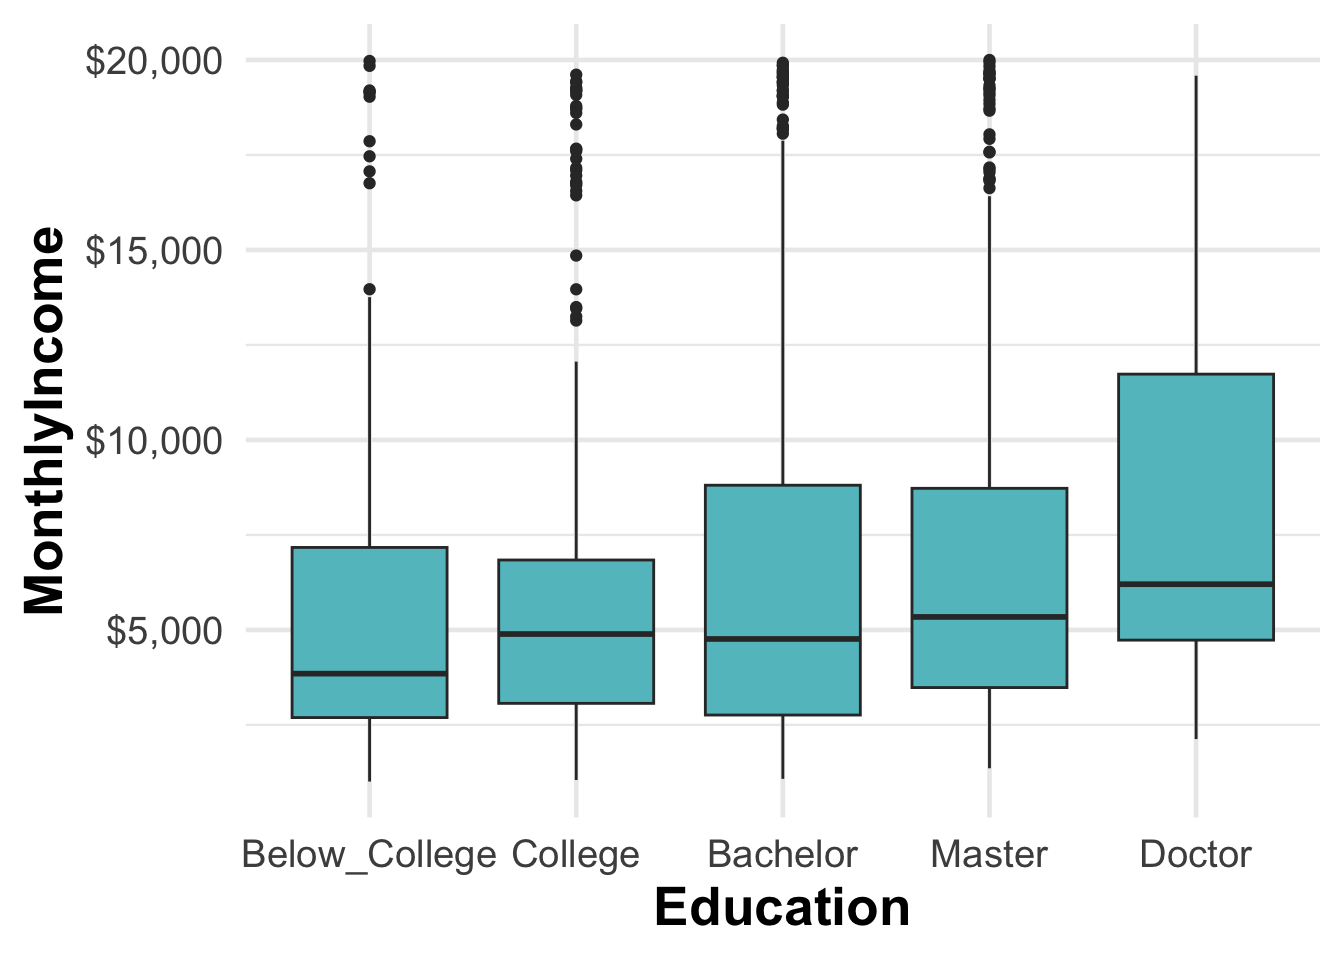 MonthlyIncome
$20,000
$15,000
$10,000
$5,000
Below_College College Bachelor Master Doctor
Education